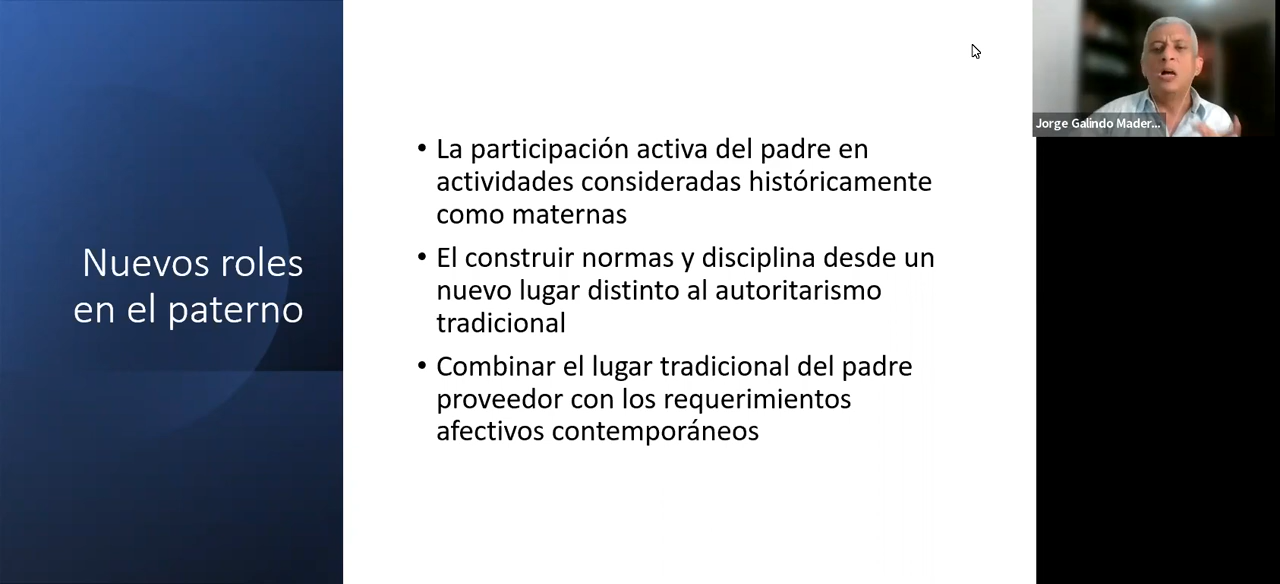 Nuevos roles
en el paterno
• La participación activa del padre en
actividades consideradas históricamente
como maternas
• El construir normas y disciplina desde un
nuevo lugar distinto al autoritarismo
tradicional
• Combinar el lugar tradicional del padre
proveedor con los requerimientos
afectivos contemporáneos
Jorge Galindo Mader...